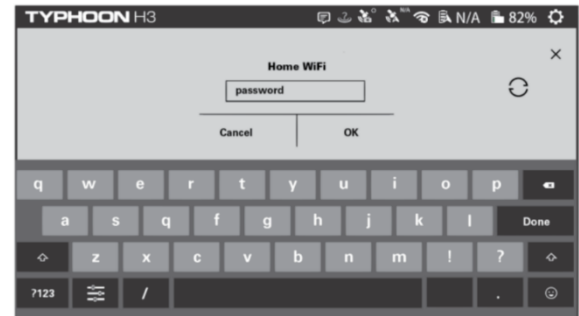 TYPHOON H3 N/A N/A 82%
Home WiFi
password
Cancel OK
q w e r t y u i o p
a s q f g h j k l Done
z x c v b n m ! ?
?123 / .